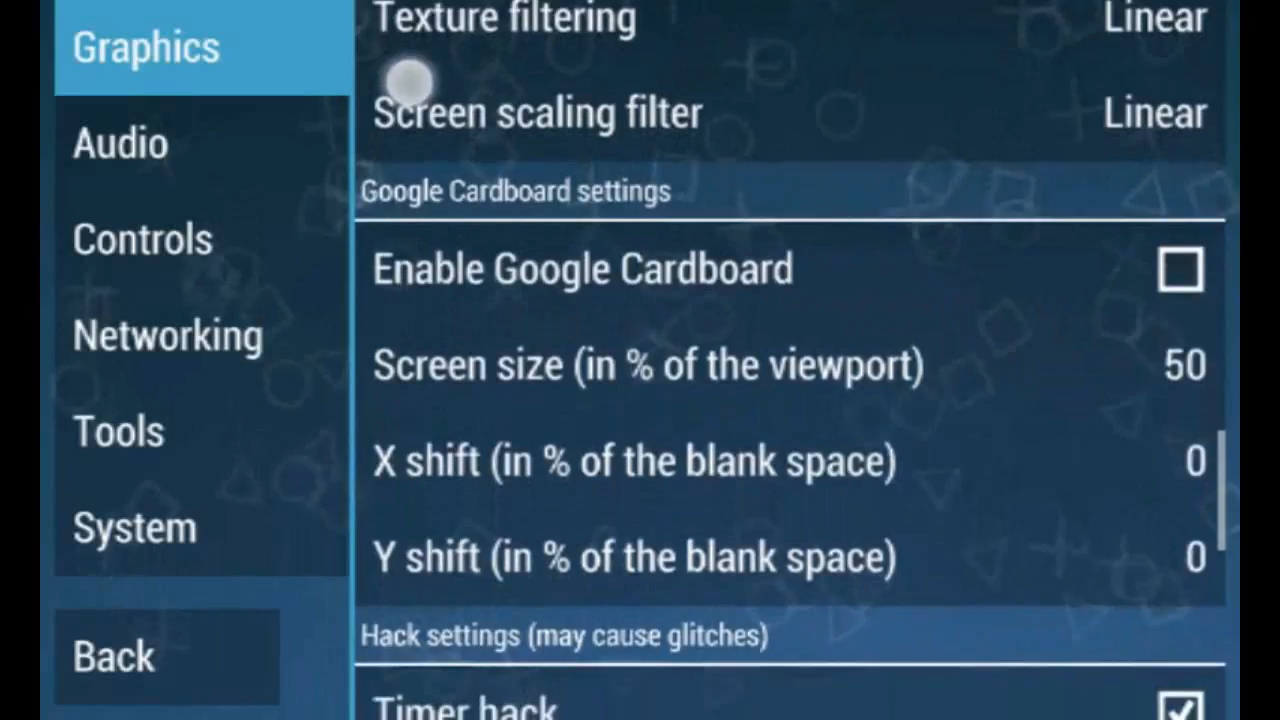 Graphics
Audio
Controls
Networking
Tools
System
Back
Texture filtering Linear
Screen scaling filter Linear
Google Cardboard settings
Enable Google Cardboard
Screen size (in % of the viewport) 50
X shift (in % of the blank space) 0
Y shift (in % of the blank space) 0
Hack settings (may cause glitches)
Timer hack